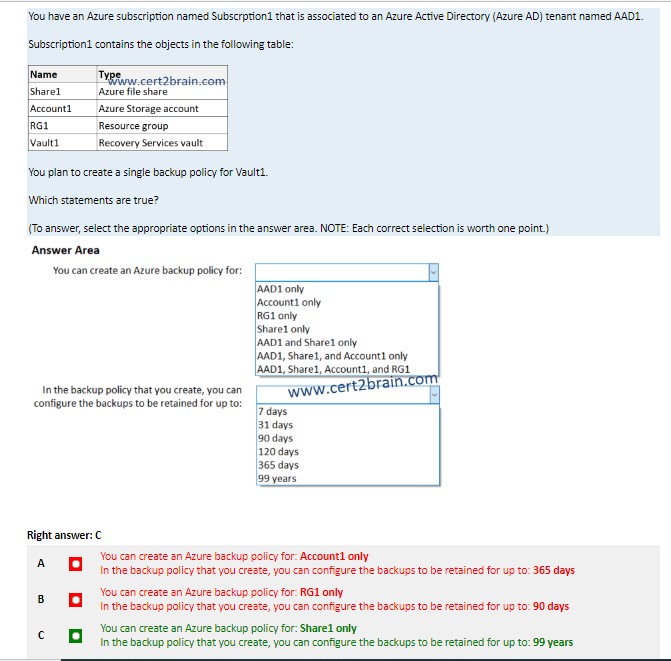 You have an Azure subscription named Subscrption1 that is associated to an Azure Active Directory (Azure AD) tenant named AAD1.
Subscription1 contains the objects in the following table:
Name Type
www.cert2brain.com
Share1 Azure file share
Account1 Azure Storage account
RG1 Resource group
Vault1 Recovery Services vault
You plan to create a single backup policy for Vault1.
Which statements are true?
(To answer, select the appropriate options in the answer area. NOTE: Each correct selection is worth one point.)
Answer Area
You can create an Azure backup policy for:
AAD1 only
Account1 only
RG1 only
Share1 only
AAD1 and Share1 only
AAD1, Share1, and Account1 only
AAD1, Share1, Account1, and RG1
www.cert2brain.com
In the backup policy that you create, you can
configure the backups to be retained for up to:
7 days
31 days
90 days
120 days
365 days
99 years
Right answer: C
A You can create an Azure backup policy for: Account1 only
In the backup policy that you create, you can configure the backups to be retained for up to: 365 days
B You can create an Azure backup policy for: RG1 only
In the backup policy that you create, you can configure the backups to be retained for up to: 90 days
C You can create an Azure backup policy for: Share1 only
In the backup policy that you create, you can configure the backups to be retained for up to: 99 years